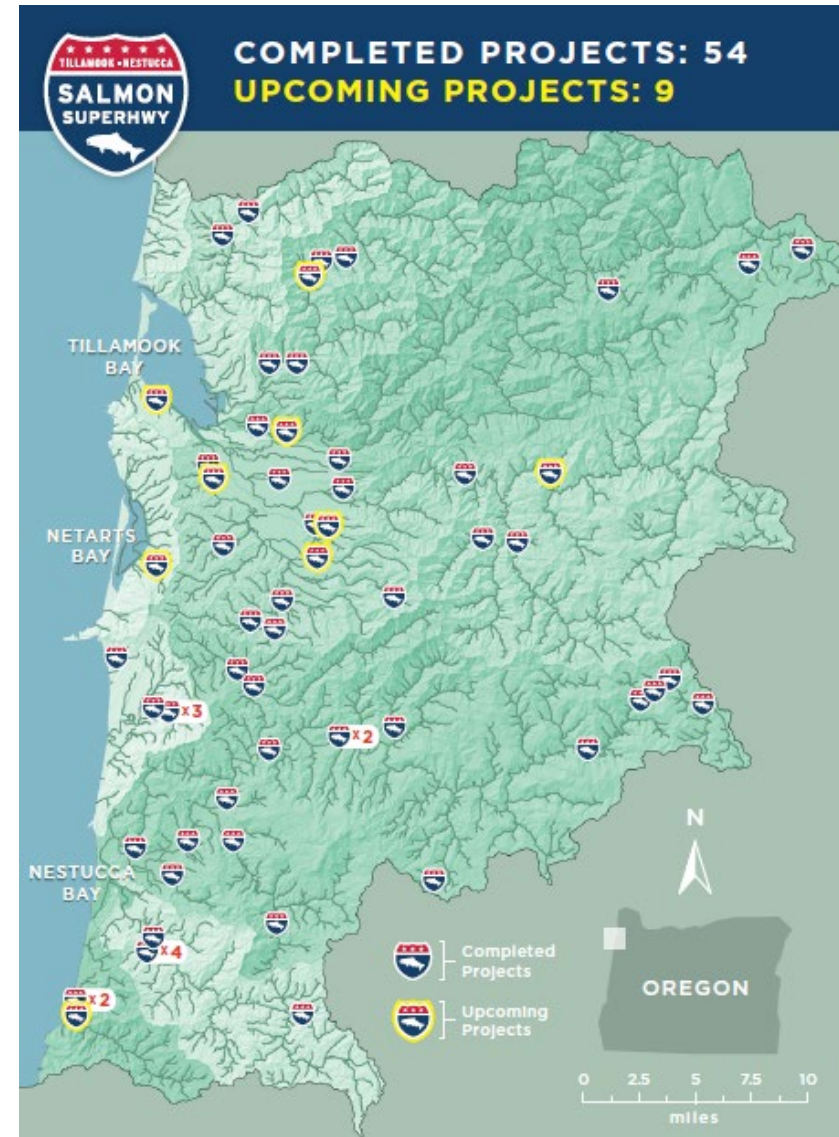 TILLAMOOK • NESTUCCA
SALMON
SUPERHWY
COMPLETED PROJECTS: 54
UPCOMING PROJECTS: 9
TILLAMOOK
BAY
NETARTS
BAY
x3
x2
NESTUCCA
BAY
x4
x2
N
Completed
Projects
Upcoming
Projects
OREGON
0 2.5 5 7.5 10
miles